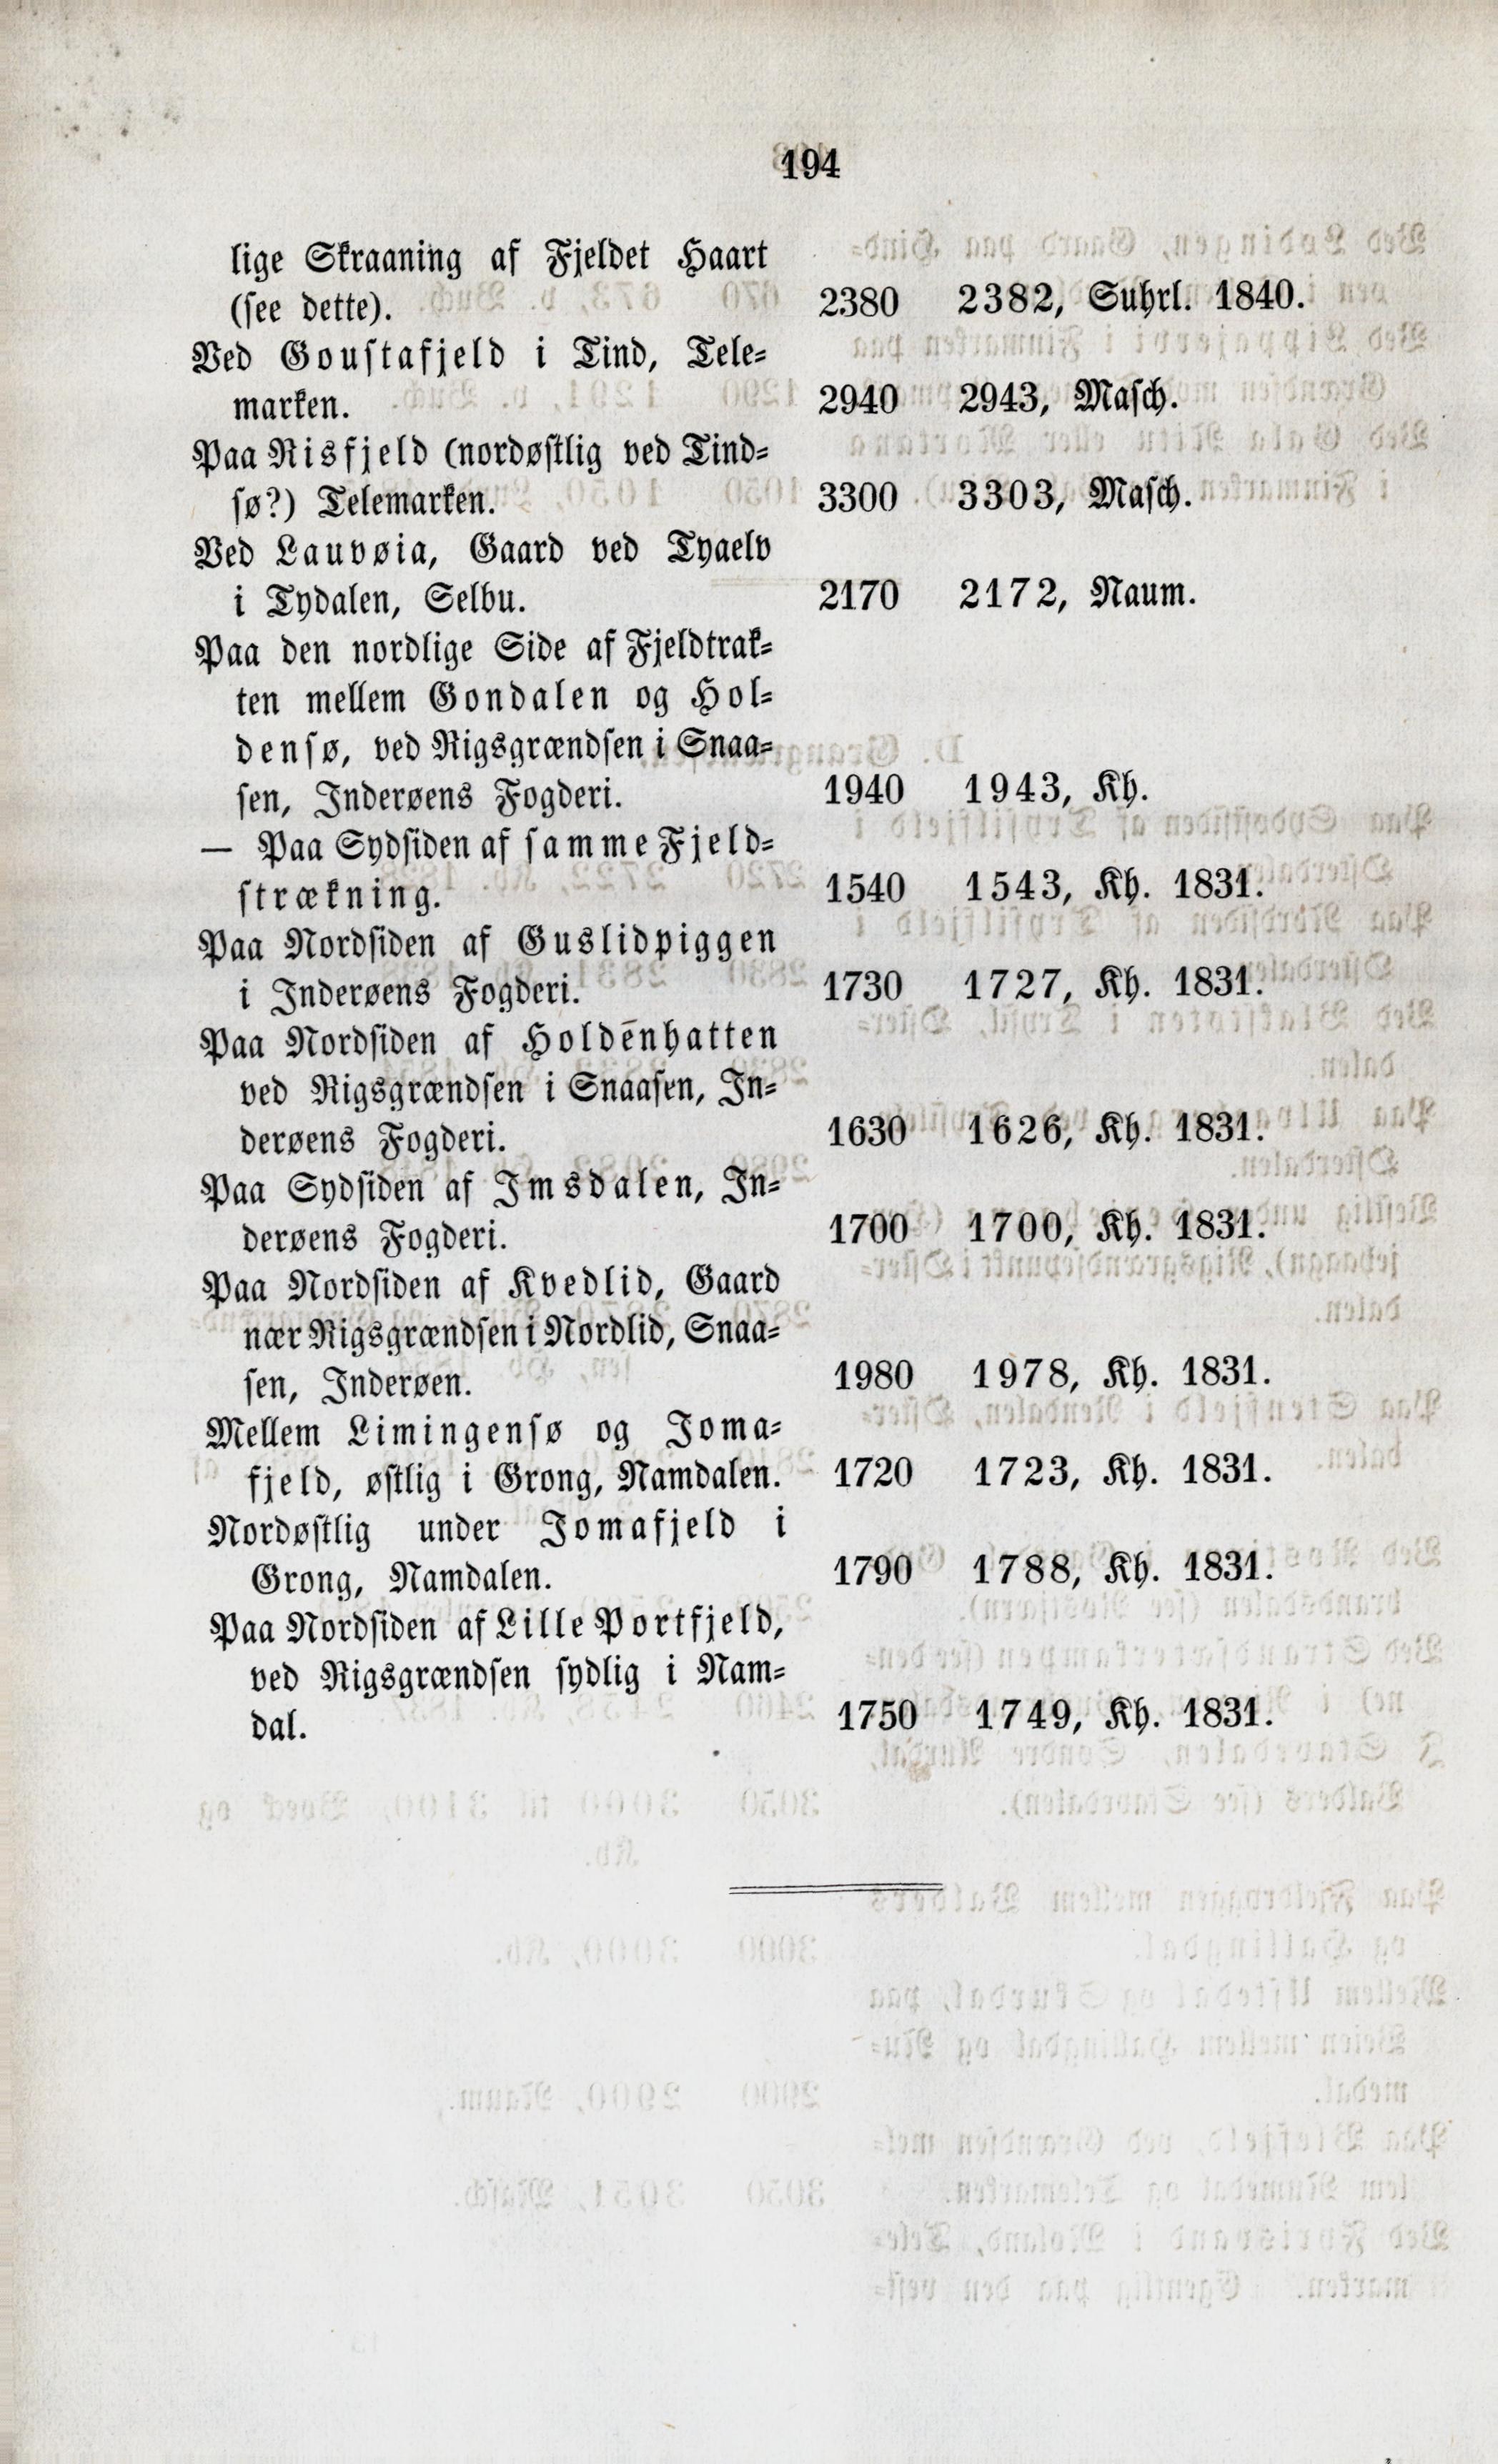 194
lige Skraaning af Fjeldet Haart
(see dette). 2380 2382, Suhrl. 1840.
Ved Goustafjeld i Tind, Tele-
marken. 2940 2943, Masch.
Paa Risfjeld (nordøstlig ved Tind-
sø?) Telemarken. 3300 3303, Masch.
Ved Lauvøia, Gaard ved Tyaelv
i Tydalen, Selbu. 2170 2172, Naum.
Paa den nordlige Side af Fjeldtrak-
ten mellem Gondalen og Hol-
densø, ved Rigsgrændsen i Snaa-
sen, Inderøens Fogderi. 1940 1943, Kh.
— Paa Sydsiden af samme Fjeld-
strækning. 1540 1543, Kh. 1831.
Paa Nordsiden af Guslidpiggen
i Inderøens Fogderi. 1730 1727, Kh. 1831.
Paa Nordsiden af Holdenhatten
ved Rigsgrændsen i Snaasen, In-
derøens Fogderi. 1630 1626, Kh. 1831.
Paa Sydsiden af Imsdalen, In-
derøens Fogderi. 1700 1700, Kh. 1831.
Paa Nordsiden af Kvedlid, Gaard
nær Rigsgrændsen i Nordlid, Snaa-
sen, Inderøen. 1980 1978, Kh. 1831.
Mellem Limingensø og Joma-
fjeld, østlig i Grong, Namdalen. 1720 1723, Kh. 1831.
Nordøstlig under Jomafjeld i
Grong, Namdalen. 1790 1788, Kh. 1831.
Paa Nordsiden af Lille Portfjeld,
ved Rigsgrændsen sydlig i Nam-
dal. 1750 1749, Kh. 1831.